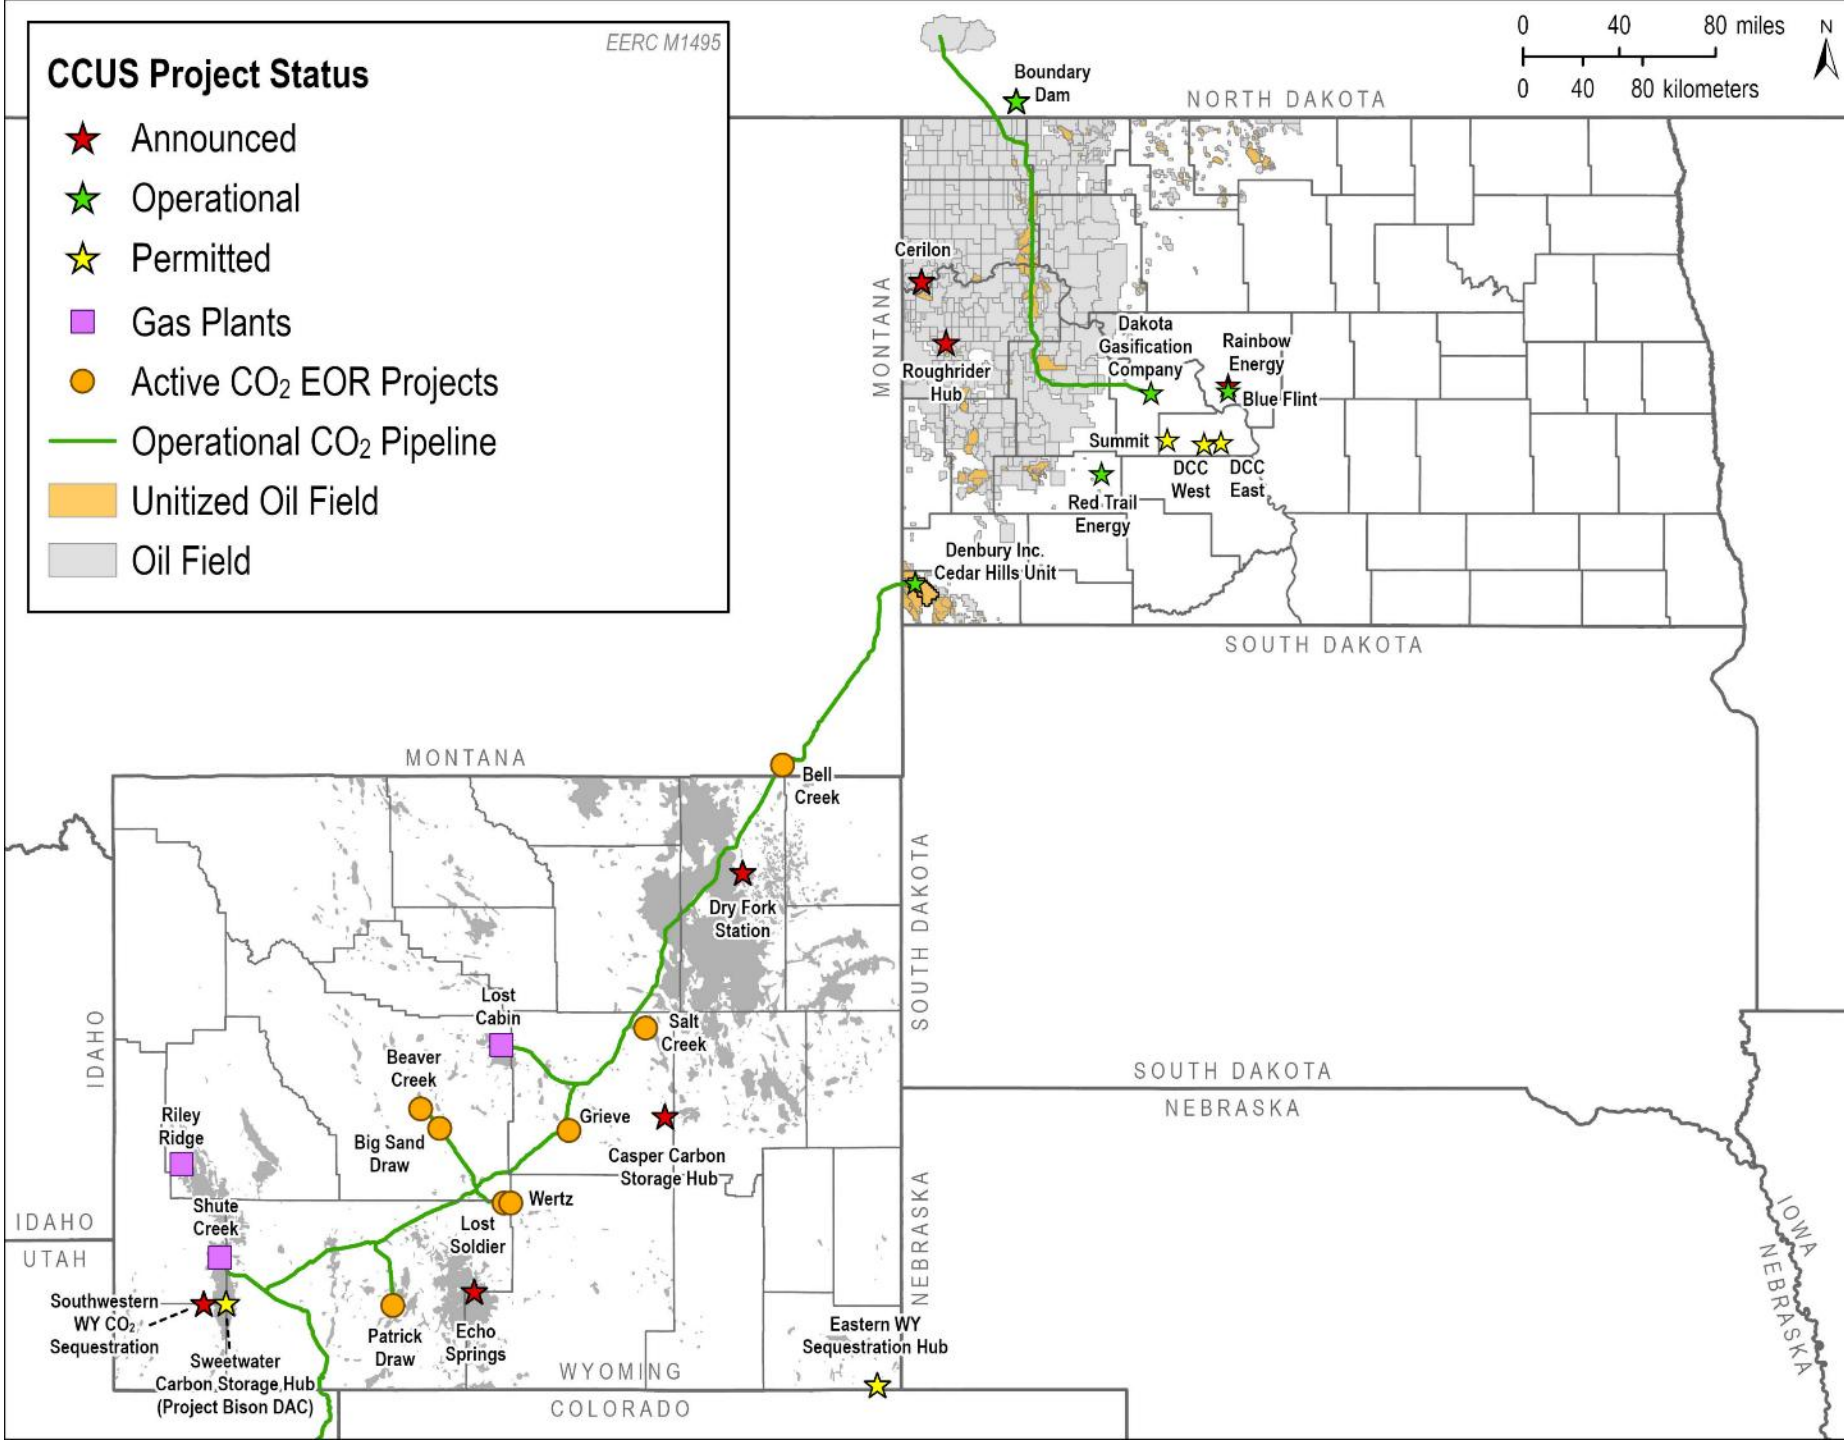 EERC M1495
CCUS Project Status
Announced
Operational
Permitted
Gas Plants
Active CO₂ EOR Projects
Operational CO₂ Pipeline
Unitized Oil Field
Oil Field
0 40 80 miles
0 40 80 kilometers
N
Boundary
Dam
NORTH DAKOTA
Cerilon
MONTANA
Roughrider
Hub
Dakota
Gasification
Company
Rainbow
Energy
Blue Flint
Summit
DCC
West
DCC
East
Red Trail
Energy
Denbury Inc.
Cedar Hills Unit
SOUTH DAKOTA
MONTANA
Bell
Creek
Dry Fork
Station
SOUTH DAKOTA
Lost
Cabin
Salt
Creek
IDAHO
Beaver
Creek
SOUTH DAKOTA
NEBRASKA
Riley
Ridge
Big Sand
Draw
Grieve
Casper Carbon
Storage Hub
Shute
Creek
Wertz
Lost
Soldier
NEBRASKA
IDAHO
UTAH
IOWA
NEBRASKA
Southwestern
WY CO₂
Sequestration
Sweetwater
Carbon Storage Hub
(Project Bison DAC)
Patrick
Draw
Echo
Springs
Eastern WY
Sequestration Hub
WYOMING
COLORADO